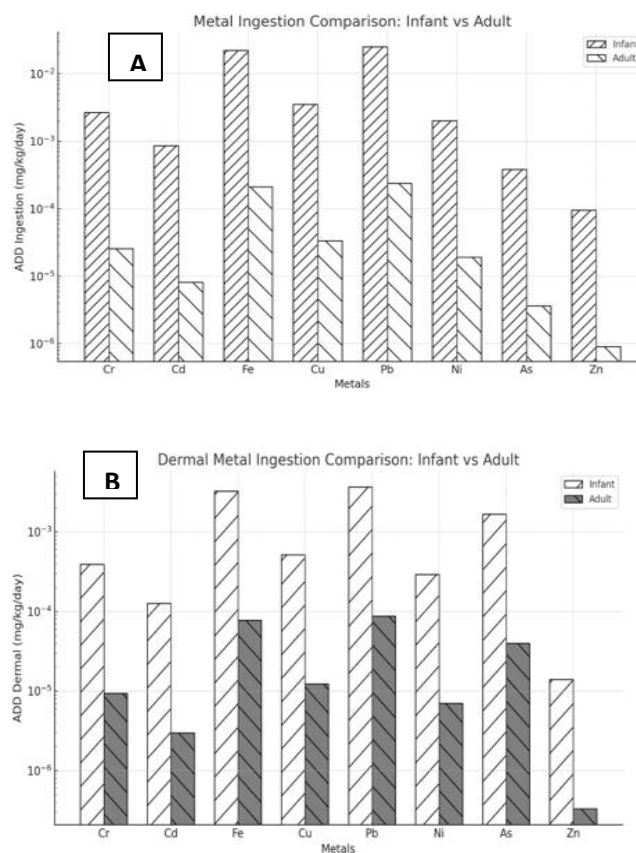 A
Metal Ingestion Comparison: Infant vs Adult
Infant
Adult
10⁻²
10⁻³
10⁻⁴
10⁻⁵
10⁻⁶
ADD Ingestion (mg/kg/day)
Cr Cd Fe Cu Pb Ni As Zn
Metals
B
Dermal Metal Ingestion Comparison: Infant vs Adult
Infant
Adult
10⁻³
10⁻⁴
10⁻⁵
10⁻⁶
ADD Dermal (mg/kg/day)
Cr Cd Fe Cu Pb Ni As Zn
Metals